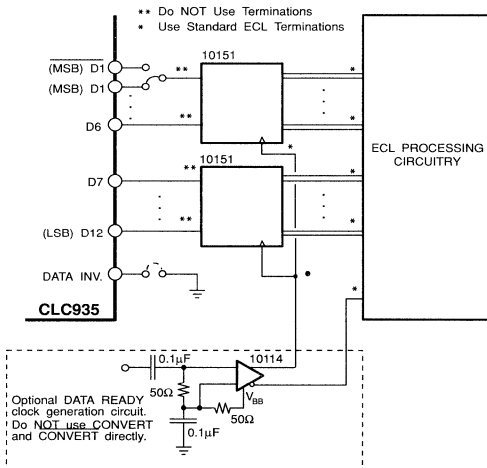 ** Do NOT Use Terminations
* Use Standard ECL Terminations
10151
(MSB) D1
(MSB) D1
**
*
D6
**
*
*
ECL PROCESSING
CIRCUITRY
10151
D7
**
*
**
*
(LSB) D12
DATA INV.
*
CLC935
0.1µF
10114
50Ω
VBB
50Ω
0.1µF
Optional DATA READY
clock generation circuit.
Do NOT use CONVERT
and CONVERT directly.